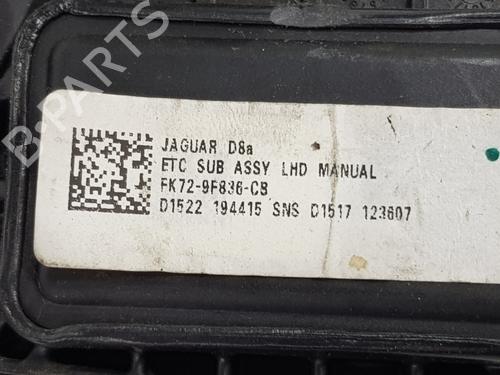 B-PARTS
JAGUAR D8a
ETC SUB ASSY LHD MANUAL
FK72-9F836-CB
D1522 194415 SNS D1517 123607